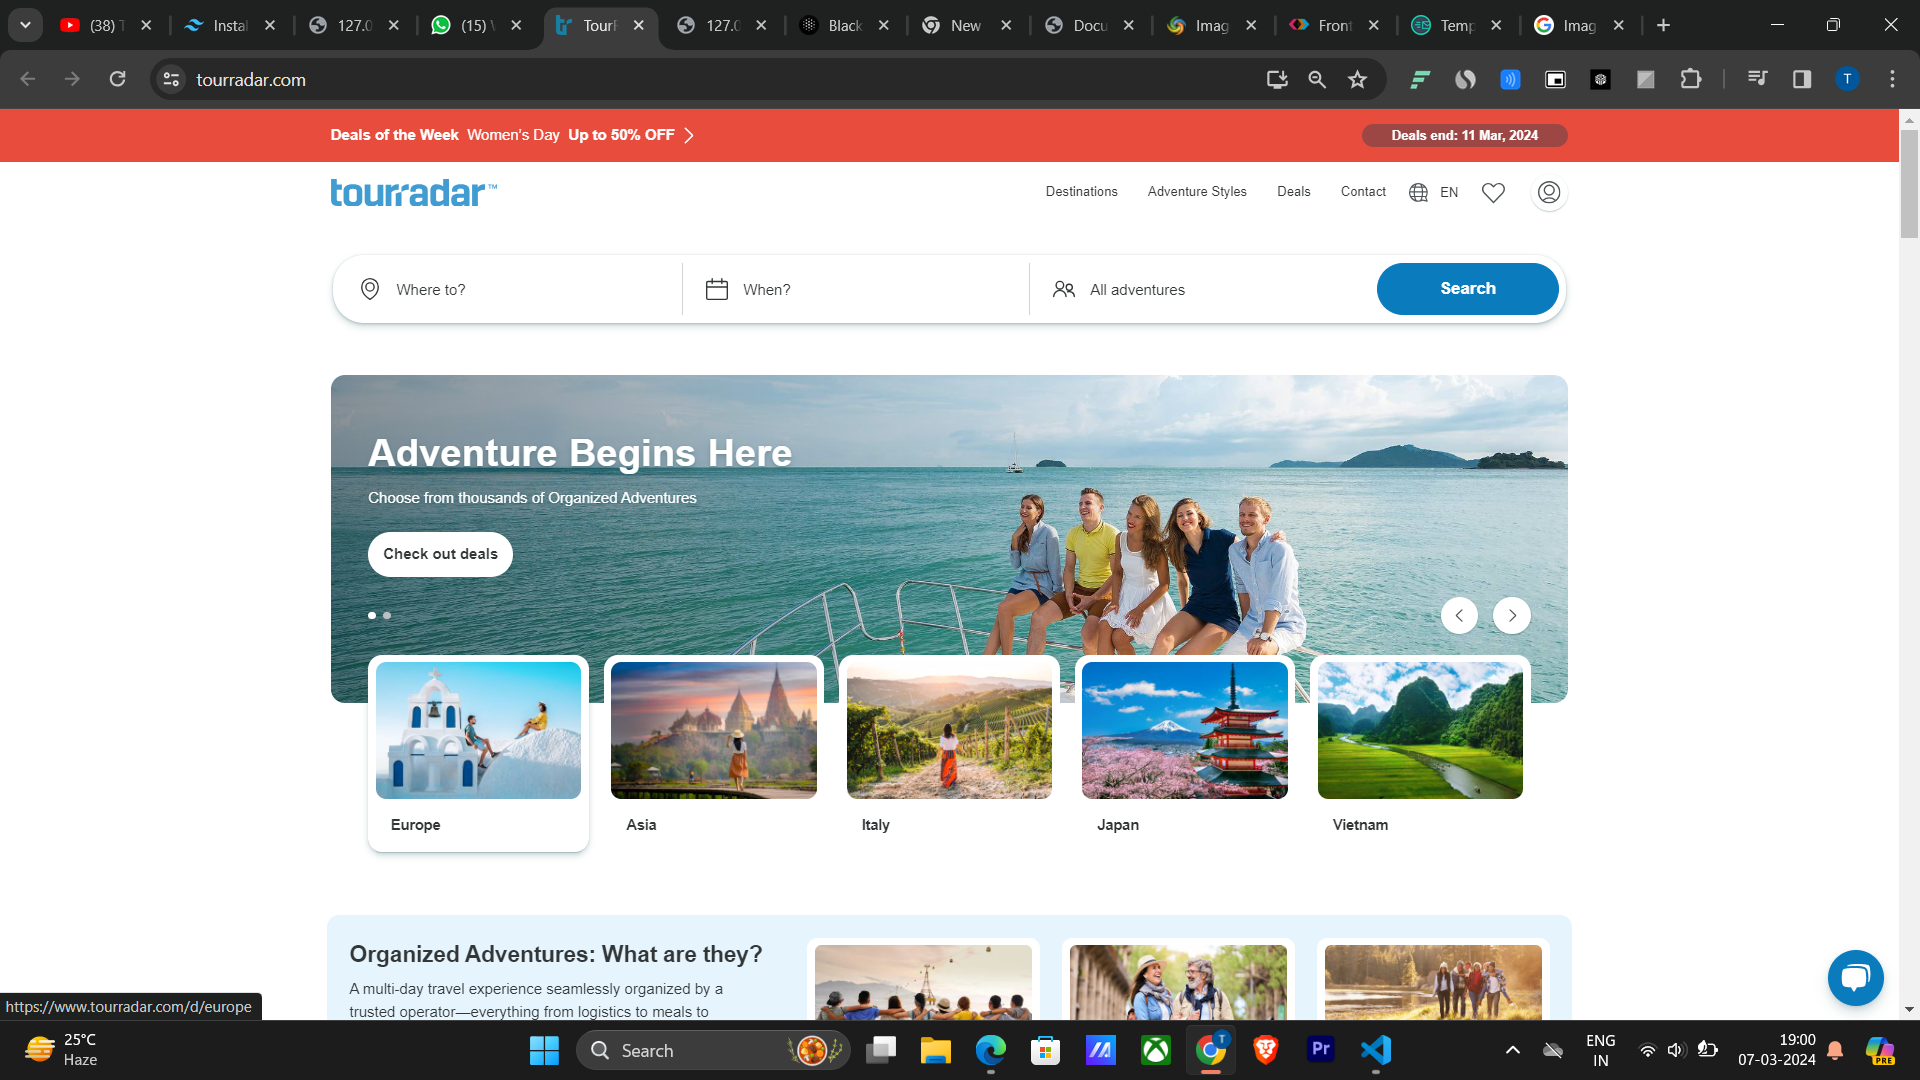 (38) T
Instal
127.0
(15) W
TourF
127.0
Black
New
Docu
Imag
Front
Temp
Imag
tourradar.com
T
Deals of the Week Women's Day Up to 50% OFF
Deals end: 11 Mar, 2024
tourradar™
Destinations Adventure Styles Deals Contact EN
Where to? When? All adventures Search
Adventure Begins Here
Choose from thousands of Organized Adventures
Check out deals
Europe Asia Italy Japan Vietnam
Organized Adventures: What are they?
A multi-day travel experience seamlessly organized by a
trusted operator—everything from logistics to meals to
https://www.tourradar.com/d/europe
25°C
Haze
Search
T
Pr
ENG
IN
19:00
07-03-2024
PRE